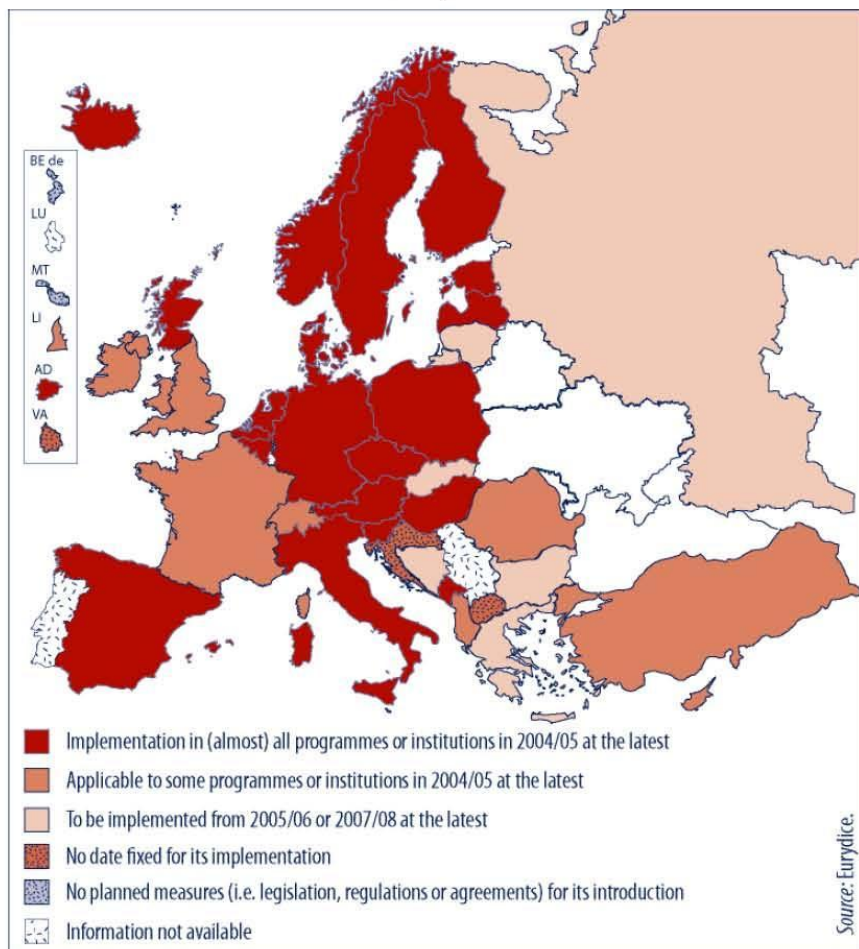 BE de
LU
MT
LI
AD
VA
Implementation in (almost) all programmes or institutions in 2004/05 at the latest
Applicable to some programmes or institutions in 2004/05 at the latest
To be implemented from 2005/06 or 2007/08 at the latest
No date fixed for its implementation
No planned measures (i.e. legislation, regulations or agreements) for its introduction
Information not available
Source: Eurydice.